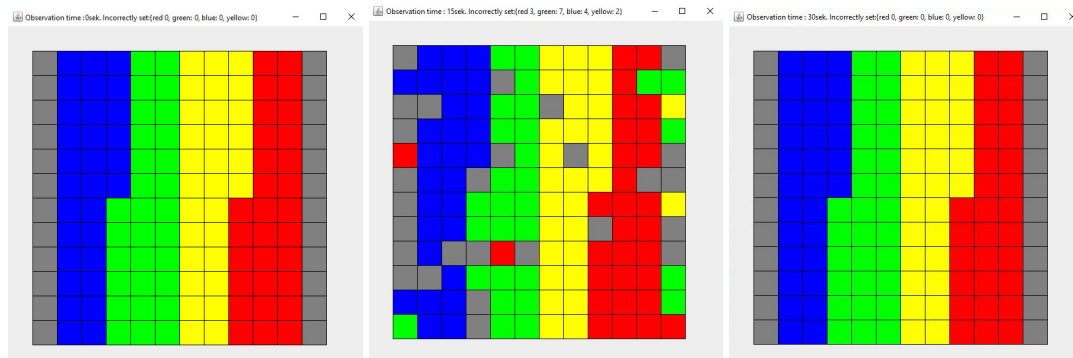 Observation time : 0sek. Incorrectly set:{red 0, green: 0, blue: 0, yellow: 0}
Observation time : 15sek. Incorrectly set:{red 3, green: 7, blue: 4, yellow: 2}
Observation time : 30sek. Incorrectly set:{red 0, green: 0, blue: 0, yellow: 0}